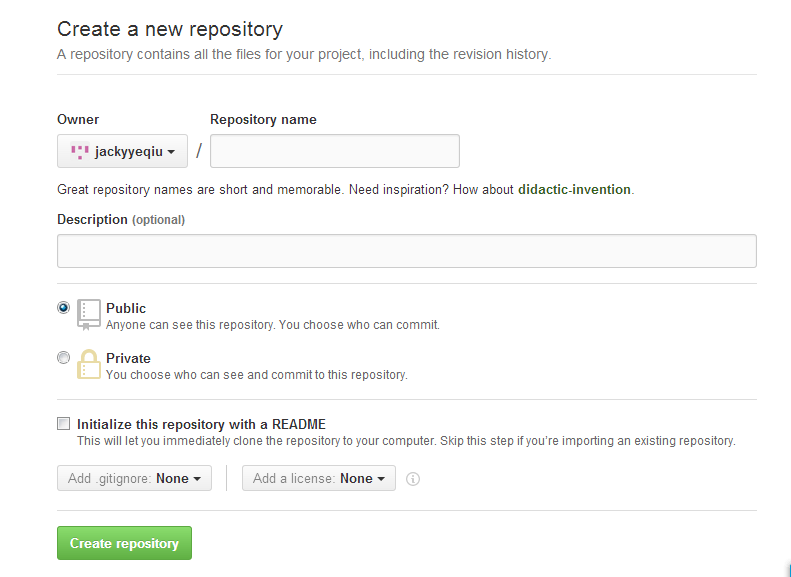 Create a new repository
A repository contains all the files for your project, including the revision history.
Owner Repository name
jackyyeqiu /
Great repository names are short and memorable. Need inspiration? How about didactic-invention.
Description (optional)
Public
Anyone can see this repository. You choose who can commit.
Private
You choose who can see and commit to this repository.
Initialize this repository with a README
This will let you immediately clone the repository to your computer. Skip this step if you’re importing an existing repository.
Add .gitignore: None Add a license: None
Create repository